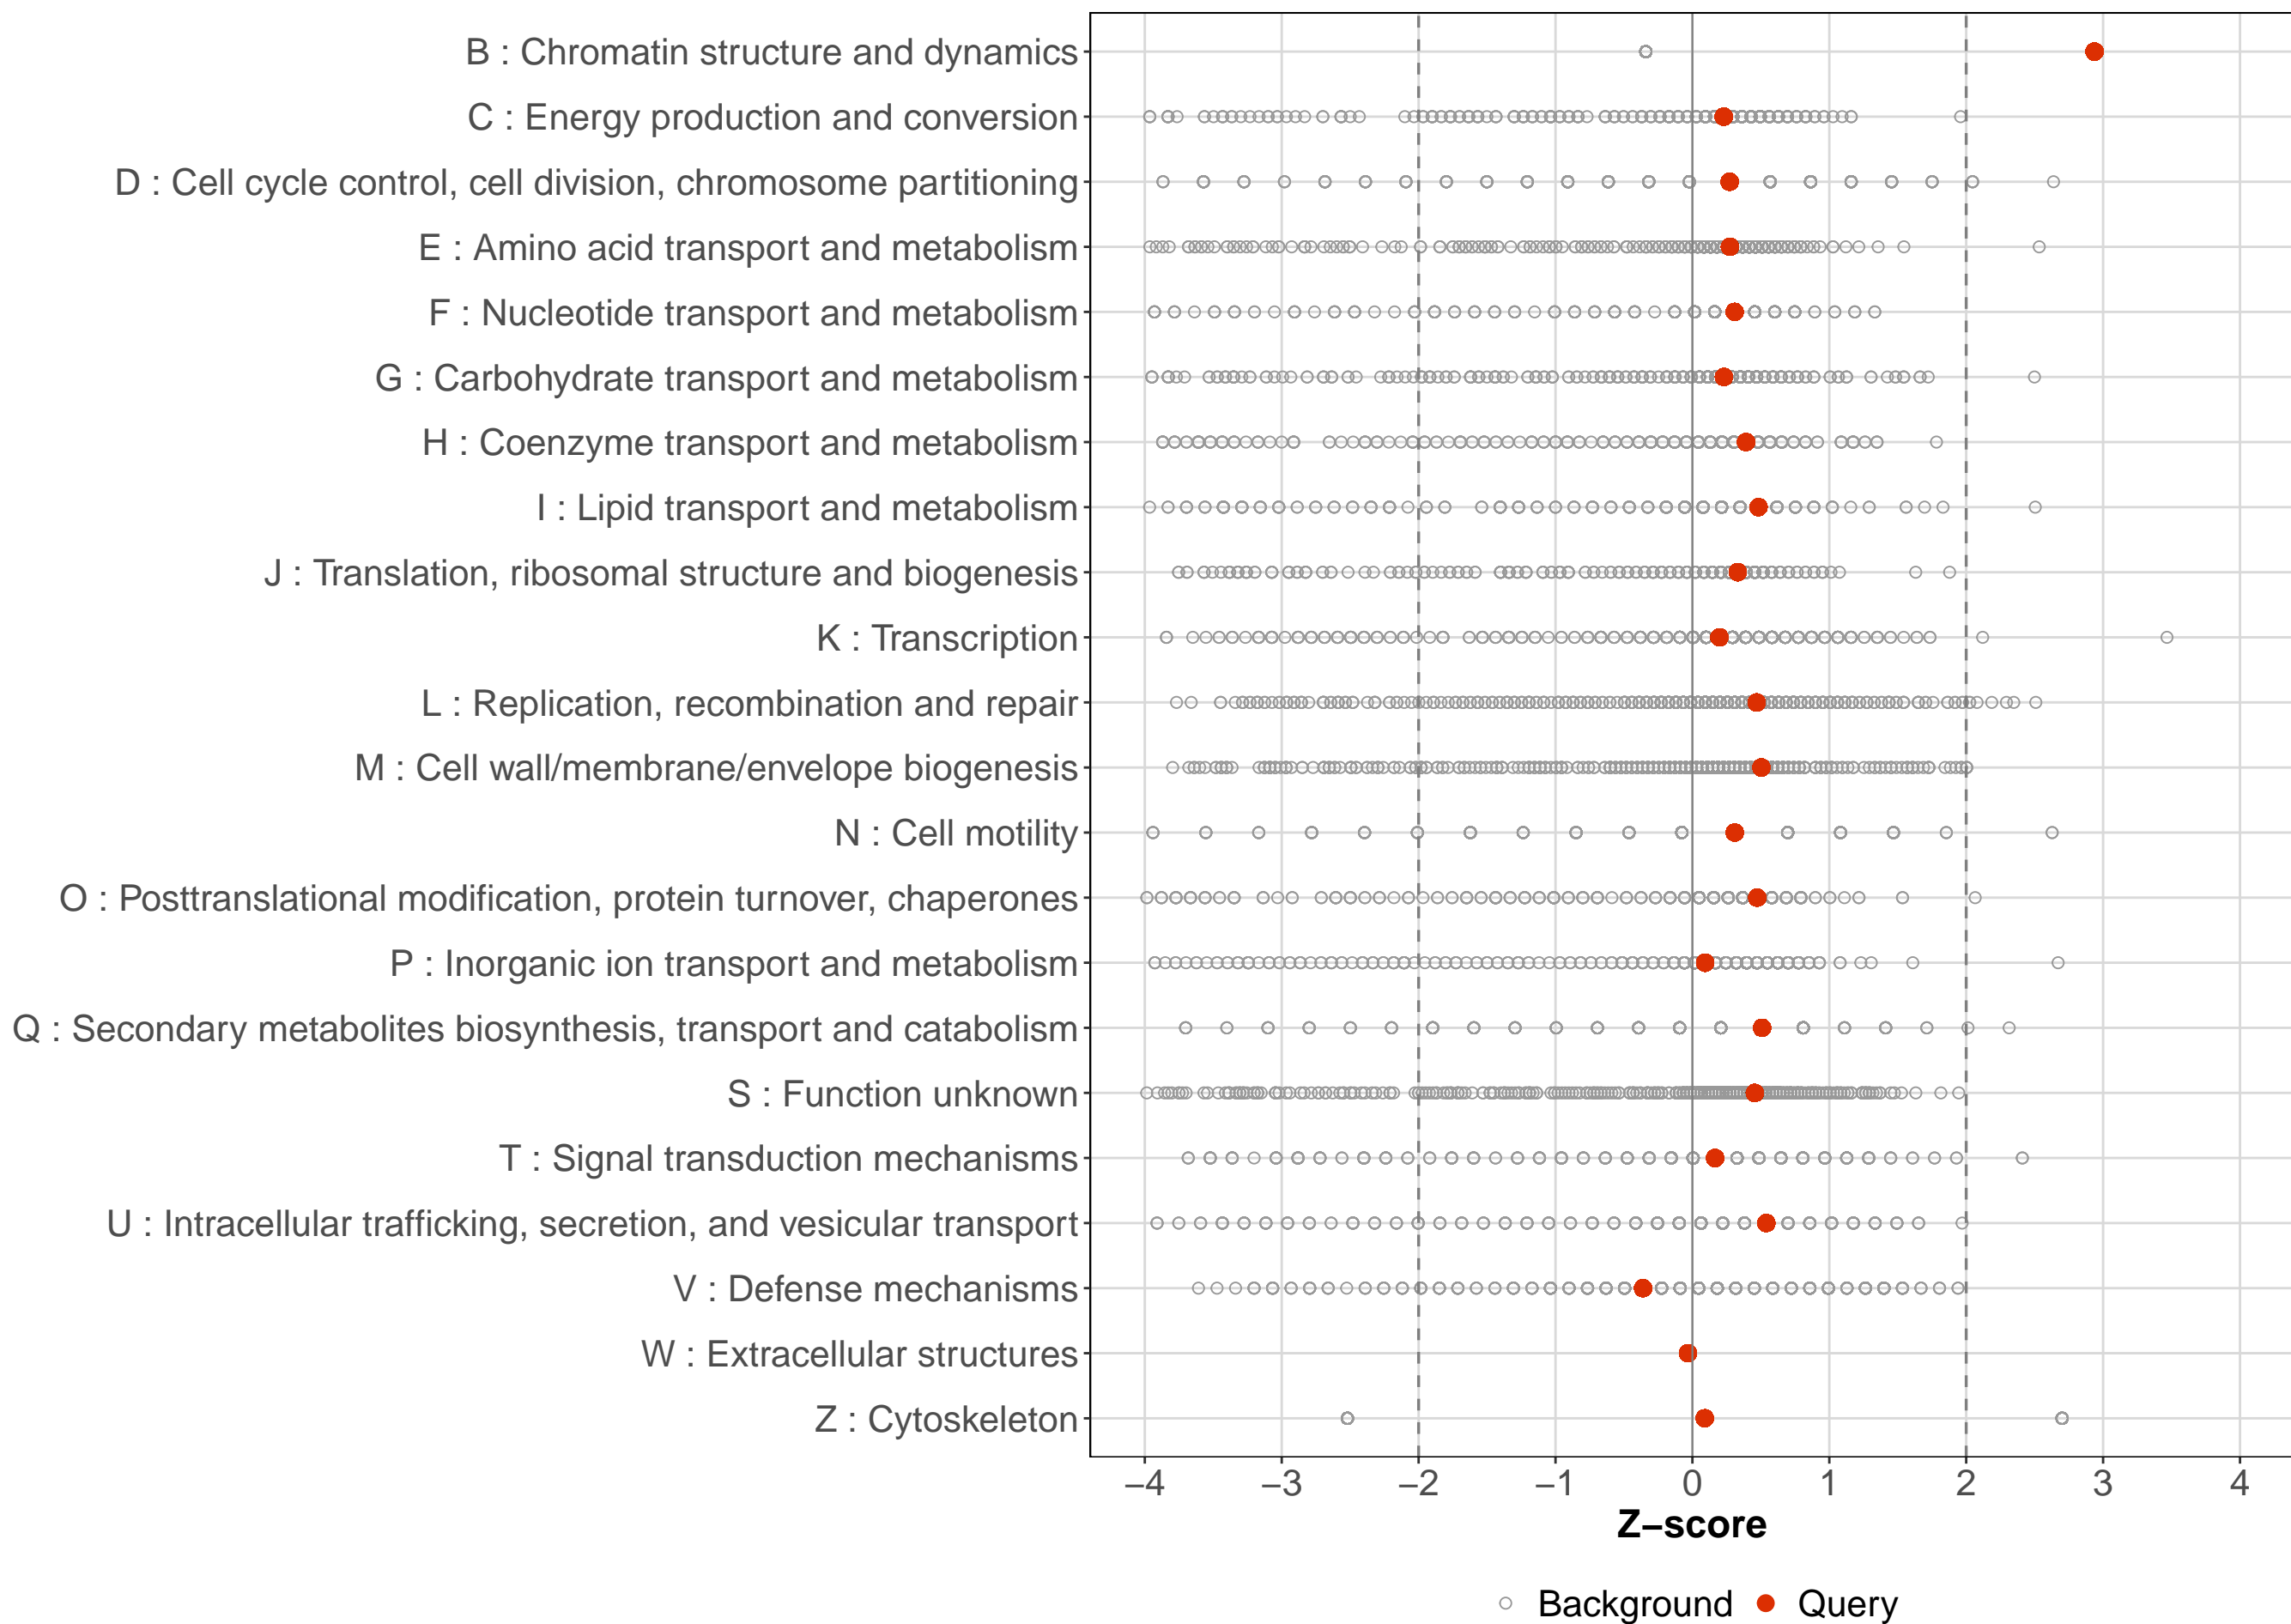 B : Chromatin structure and dynamics
C : Energy production and conversion
D : Cell cycle control, cell division, chromosome partitioning
E : Amino acid transport and metabolism
F : Nucleotide transport and metabolism
G : Carbohydrate transport and metabolism
H : Coenzyme transport and metabolism
I : Lipid transport and metabolism
J : Translation, ribosomal structure and biogenesis
K : Transcription
L : Replication, recombination and repair
M : Cell wall/membrane/envelope biogenesis
N : Cell motility
O : Posttranslational modification, protein turnover, chaperones
P : Inorganic ion transport and metabolism
Q : Secondary metabolites biosynthesis, transport and catabolism
S : Function unknown
T : Signal transduction mechanisms
U : Intracellular trafficking, secretion, and vesicular transport
V : Defense mechanisms
W : Extracellular structures
Z : Cytoskeleton
−4 −3 −2 −1 0 1 2 3 4
Z−score
Background Query